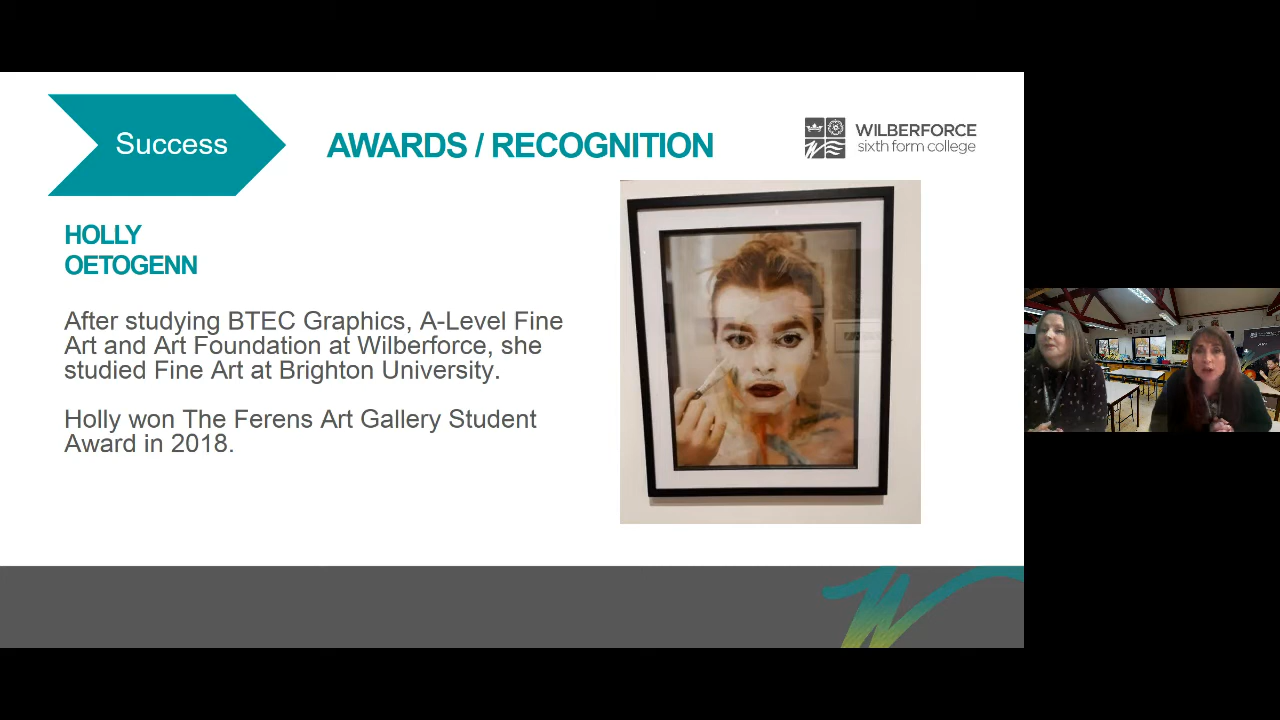 Success
AWARDS / RECOGNITION
WILBERFORCE
sixth form college
HOLLY
OETOGENN
After studying BTEC Graphics, A-Level Fine
Art and Art Foundation at Wilberforce, she
studied Fine Art at Brighton University.
Holly won The Ferens Art Gallery Student
Award in 2018.